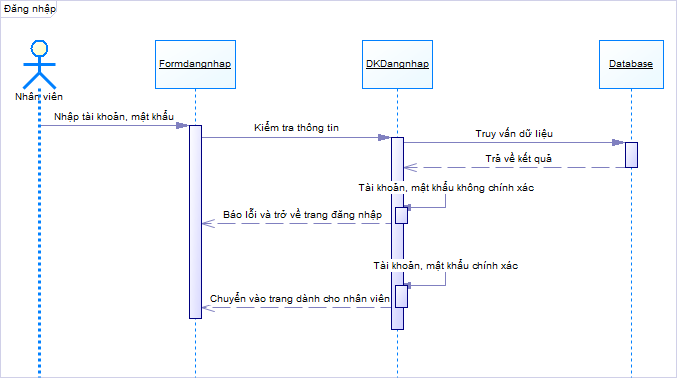 Đăng nhập
Formdangnhap
DKDangnhap
Database
Nhân viên
Nhập tài khoản, mật khẩu
Kiểm tra thông tin
Truy vấn dữ liệu
Trả về kết quả
Tài khoản, mật khẩu không chính xác
Báo lỗi và trở về trang đăng nhập
Tài khoản, mật khẩu chính xác
Chuyển vào trang dành cho nhân viên